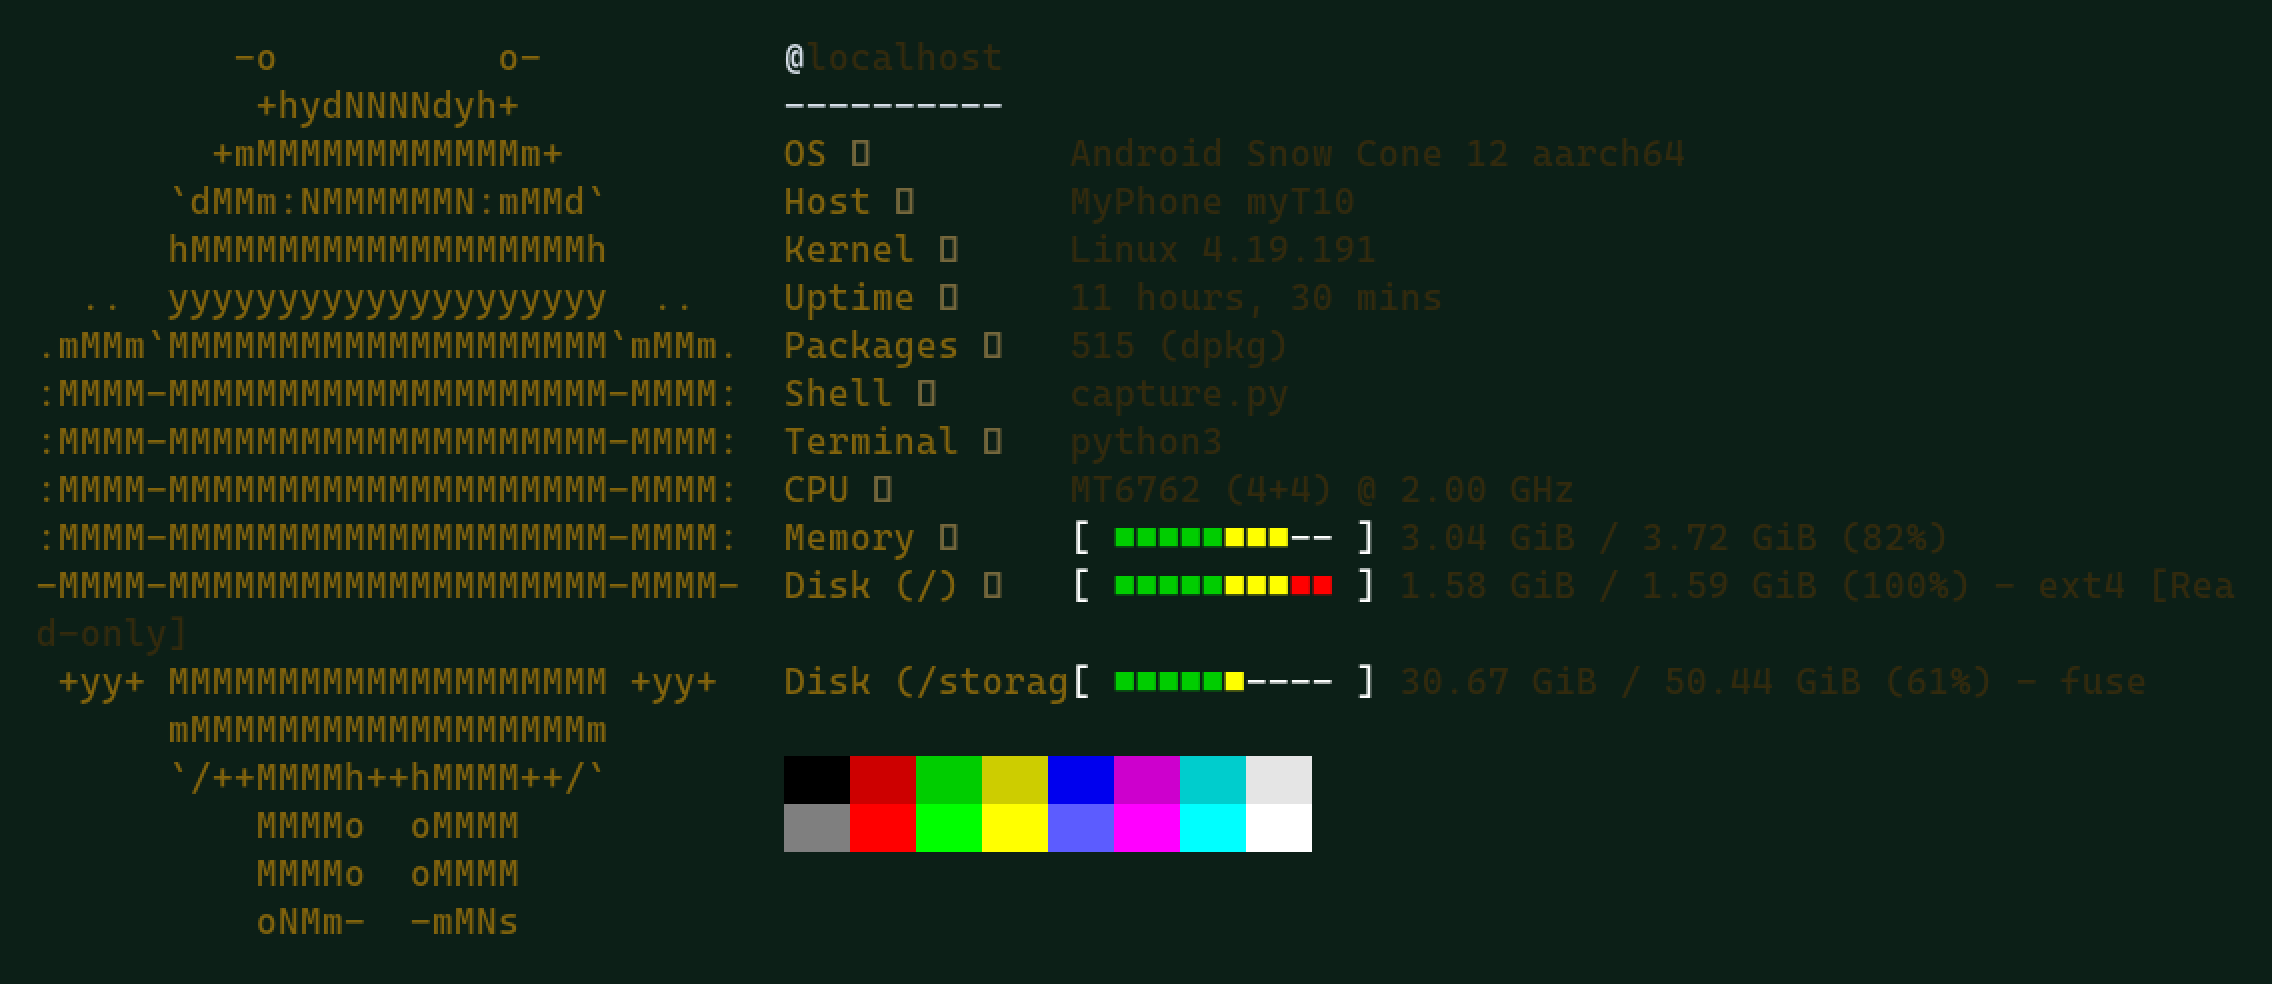 -o          o-            @localhost
+hydNNNNdyh+            ----------
+mMMMMMMMMMMMMm+          OS Android Snow Cone 12 aarch64
`dMMm:NMMMMMMN:mMMd`        Host MyPhone myT10
hMMMMMMMMMMMMMMMMMMh        Kernel Linux 4.19.191
..  yyyyyyyyyyyyyyyyyyyy  ..    Uptime 11 hours, 30 mins
.mMMm`MMMMMMMMMMMMMMMMMMMM`mMMm.  Packages 515 (dpkg)
:MMMM-MMMMMMMMMMMMMMMMMMMM-MMMM:  Shell capture.py
:MMMM-MMMMMMMMMMMMMMMMMMMM-MMMM:  Terminal python3
:MMMM-MMMMMMMMMMMMMMMMMMMM-MMMM:  CPU MT6762 (4+4) @ 2.00 GHz
:MMMM-MMMMMMMMMMMMMMMMMMMM-MMMM:  Memory [ ■■■■■■■■-- ] 3.04 GiB / 3.72 GiB (82%)
-MMMM-MMMMMMMMMMMMMMMMMMMM-MMMM-  Disk (/) [ ■■■■■■■■■■ ] 1.58 GiB / 1.59 GiB (100%) - ext4 [Rea
d-only]
+yy+ MMMMMMMMMMMMMMMMMMMM +yy+   Disk (/storag[ ■■■■■■---- ] 30.67 GiB / 50.44 GiB (61%) - fuse
mMMMMMMMMMMMMMMMMMMm
`/++MMMMh++hMMMM++/`
MMMMo  oMMMM
MMMMo  oMMMM
oNMm-  -mMNs